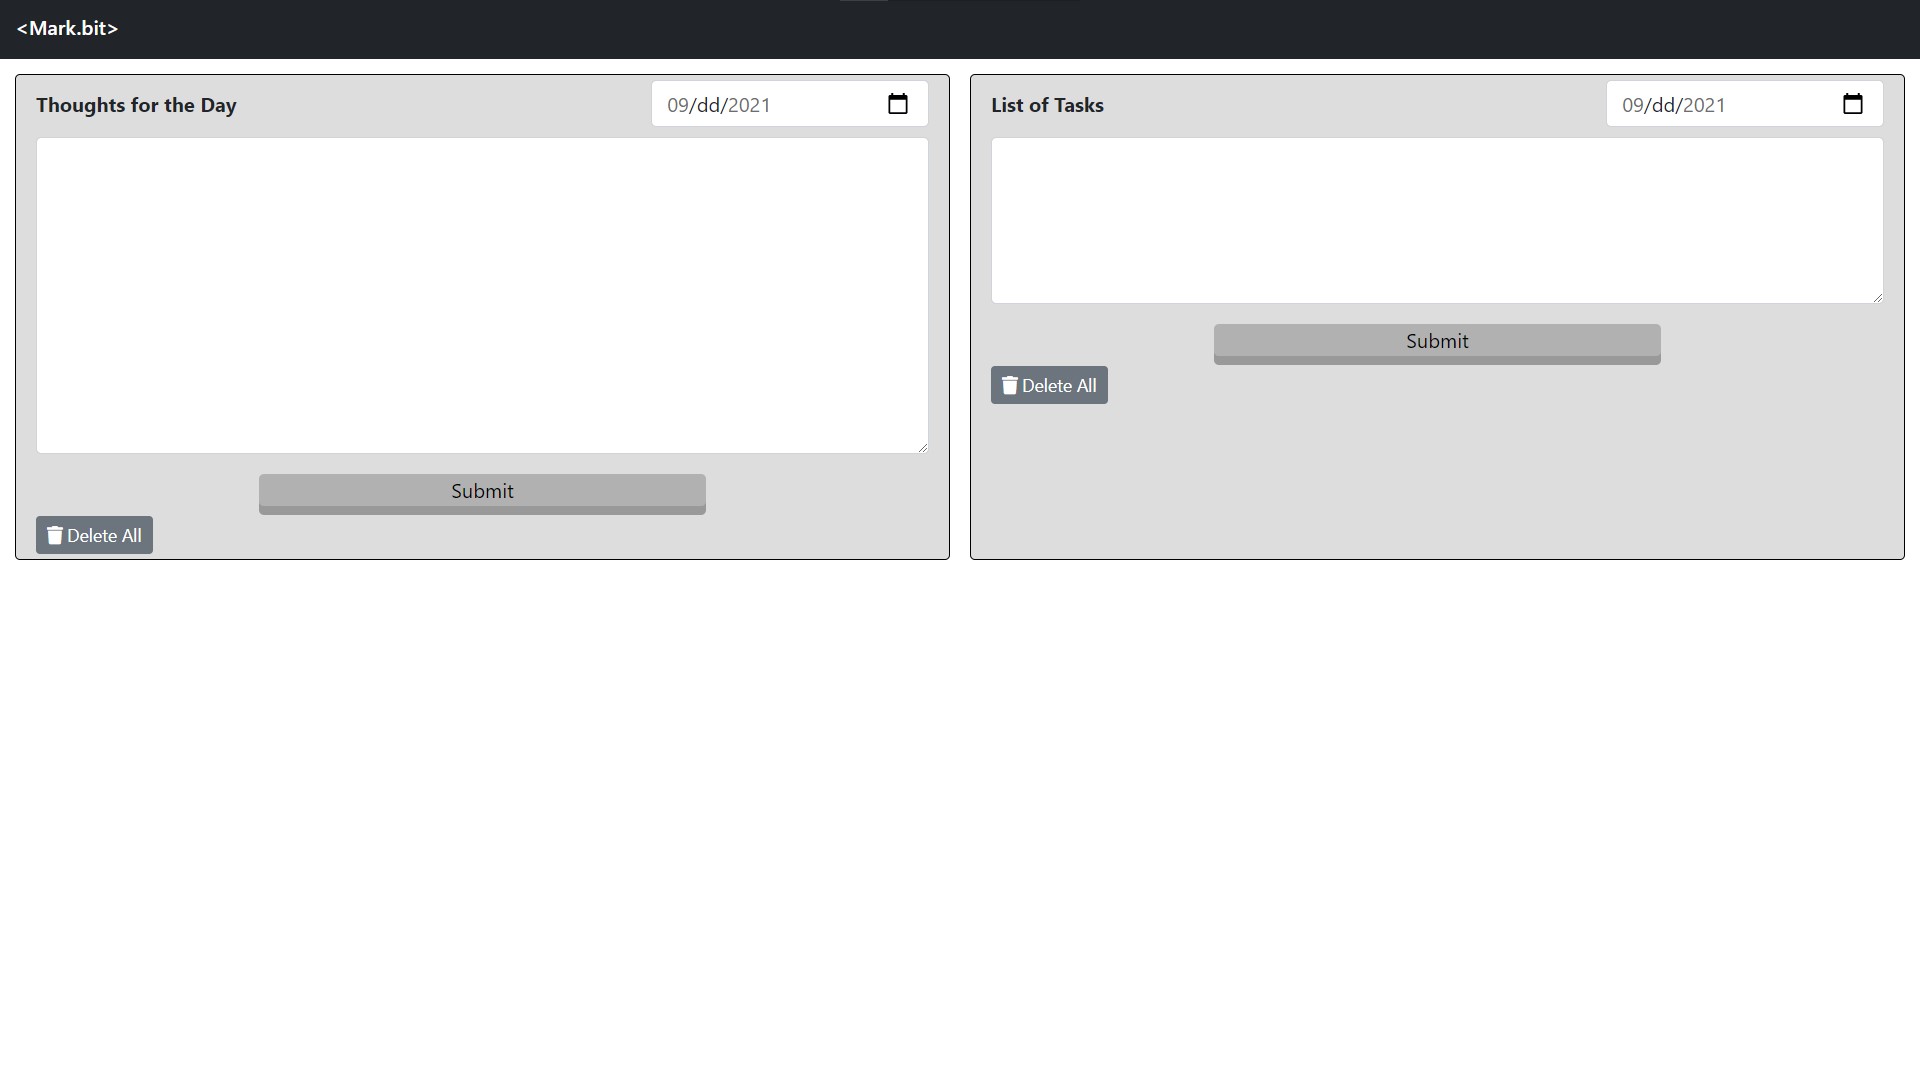 <Mark.bit>
Thoughts for the Day
09/dd/2021
Submit
Delete All
List of Tasks
09/dd/2021
Submit
Delete All